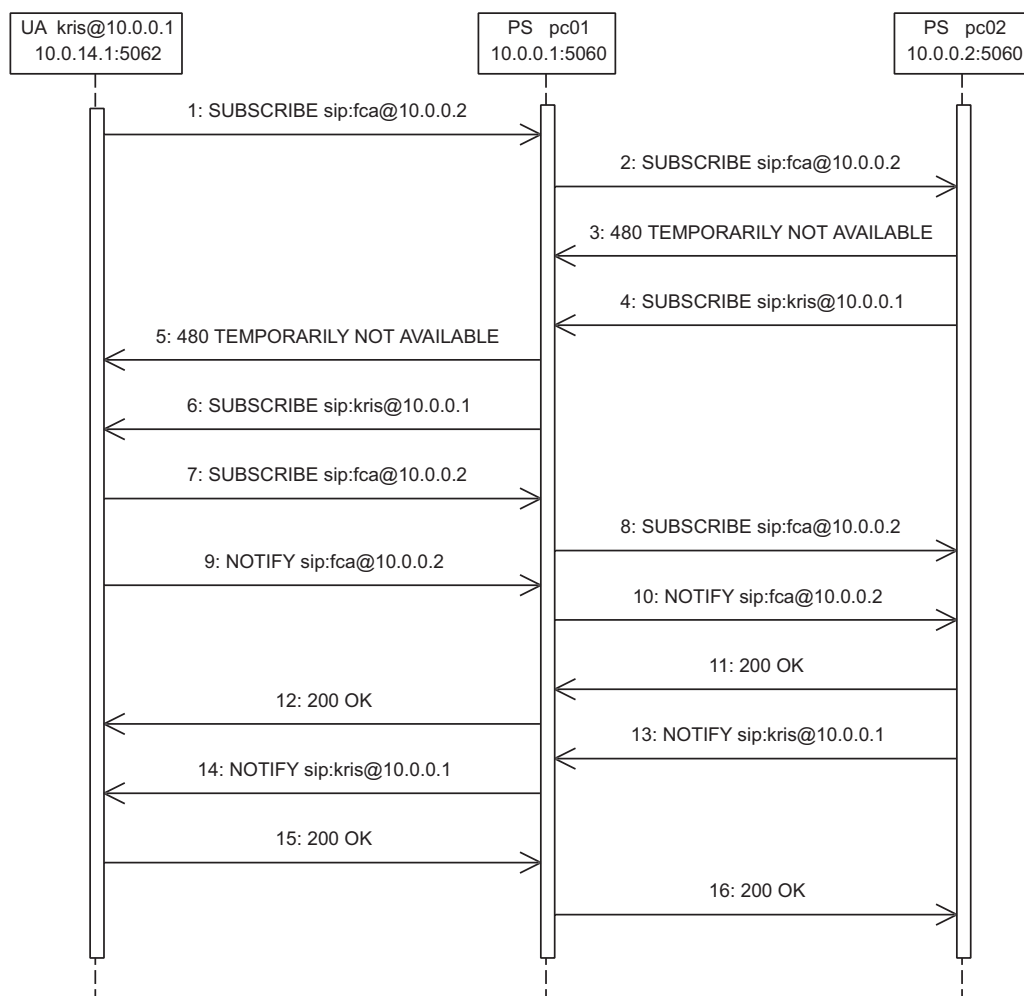 UA kris@10.0.0.1
10.0.14.1:5062
PS pc01
10.0.0.1:5060
PS pc02
10.0.0.2:5060
1: SUBSCRIBE sip:fca@10.0.0.2
2: SUBSCRIBE sip:fca@10.0.0.2
3: 480 TEMPORARILY NOT AVAILABLE
4: SUBSCRIBE sip:kris@10.0.0.1
5: 480 TEMPORARILY NOT AVAILABLE
6: SUBSCRIBE sip:kris@10.0.0.1
7: SUBSCRIBE sip:fca@10.0.0.2
8: SUBSCRIBE sip:fca@10.0.0.2
9: NOTIFY sip:fca@10.0.0.2
10: NOTIFY sip:fca@10.0.0.2
11: 200 OK
12: 200 OK
13: NOTIFY sip:kris@10.0.0.1
14: NOTIFY sip:kris@10.0.0.1
15: 200 OK
16: 200 OK